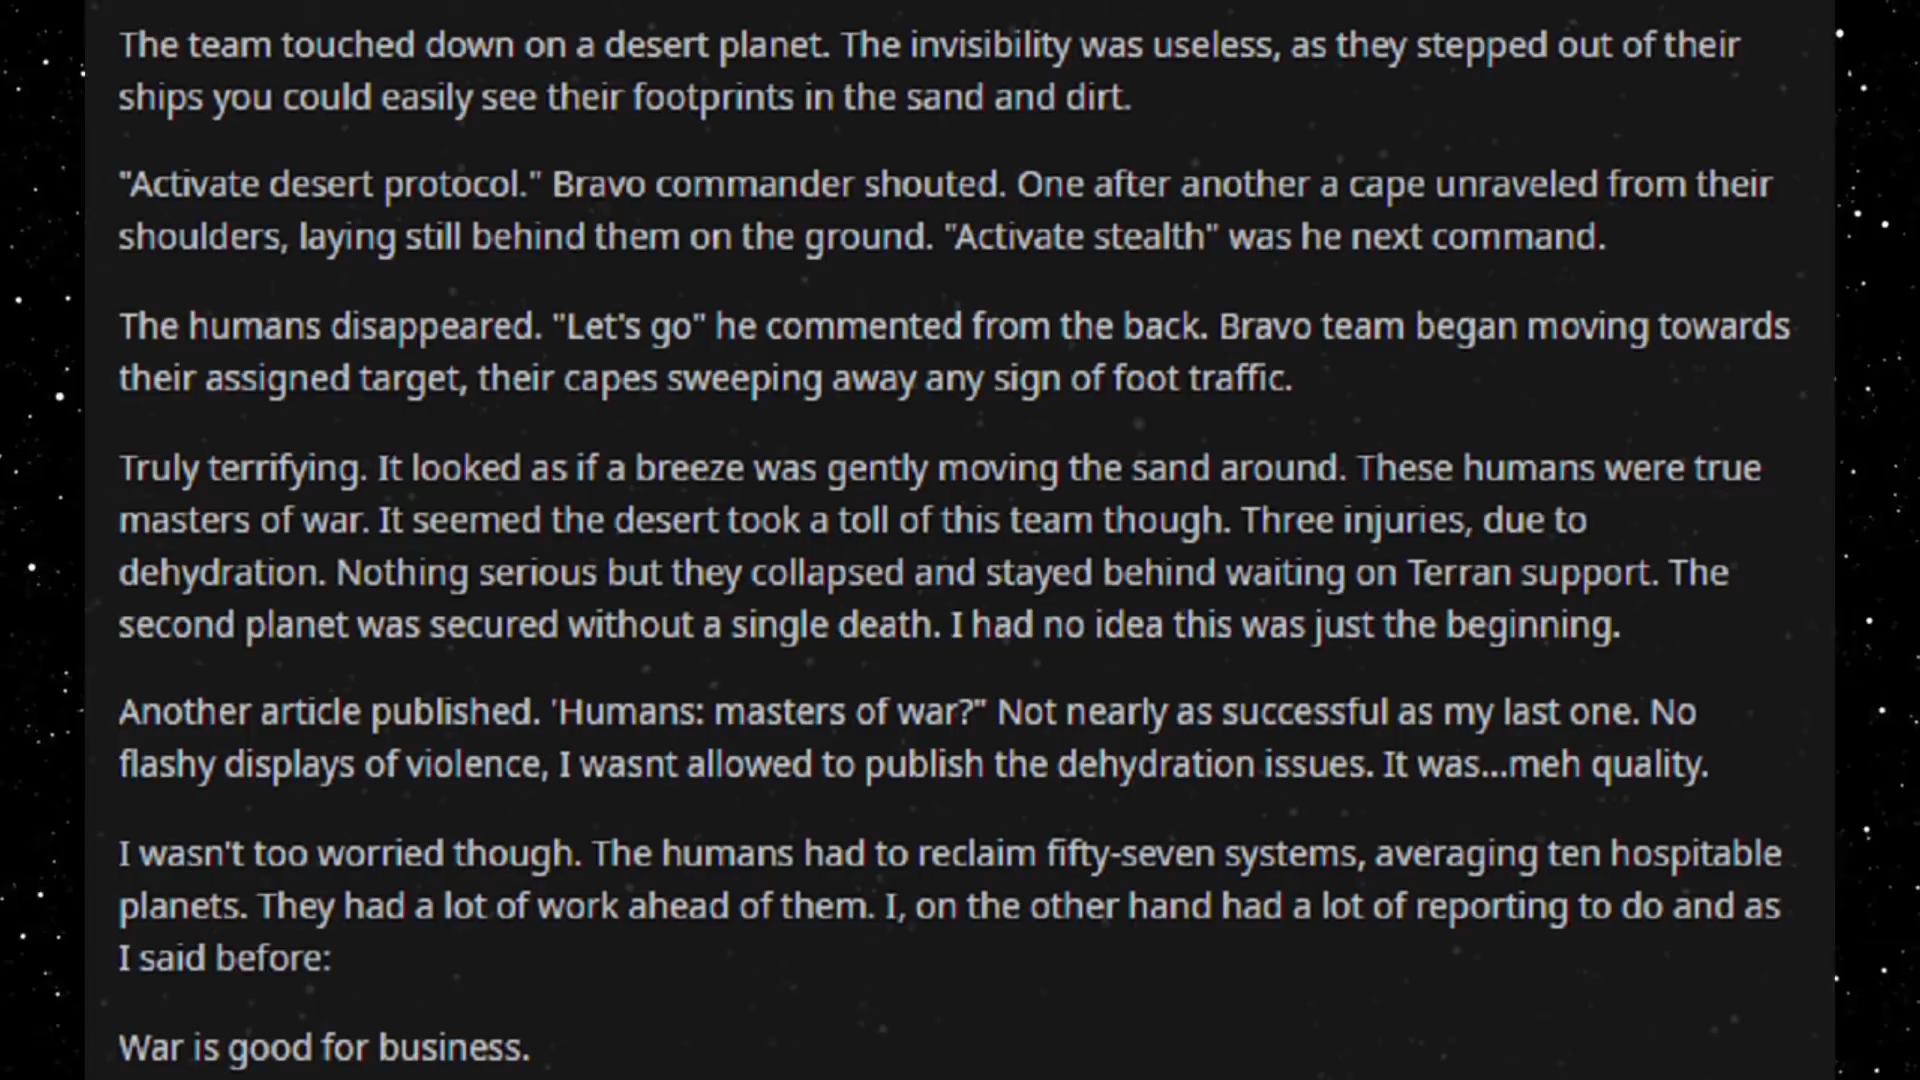 The team touched down on a desert planet. The invisibility was useless, as they stepped out of their
ships you could easily see their footprints in the sand and dirt.
"Activate desert protocol." Bravo commander shouted. One after another a cape unraveled from their
shoulders, laying still behind them on the ground. "Activate stealth" was he next command.
The humans disappeared. "Let's go" he commented from the back. Bravo team began moving towards
their assigned target, their capes sweeping away any sign of foot traffic.
Truly terrifying. It looked as if a breeze was gently moving the sand around. These humans were true
masters of war. It seemed the desert took a toll of this team though. Three injuries, due to
dehydration. Nothing serious but they collapsed and stayed behind waiting on Terran support. The
second planet was secured without a single death. I had no idea this was just the beginning.
Another article published. 'Humans: masters of war?" Not nearly as successful as my last one. No
flashy displays of violence, I wasnt allowed to publish the dehydration issues. It was...meh quality.
I wasn't too worried though. The humans had to reclaim fifty-seven systems, averaging ten hospitable
planets. They had a lot of work ahead of them. I, on the other hand had a lot of reporting to do and as
I said before:
War is good for business.